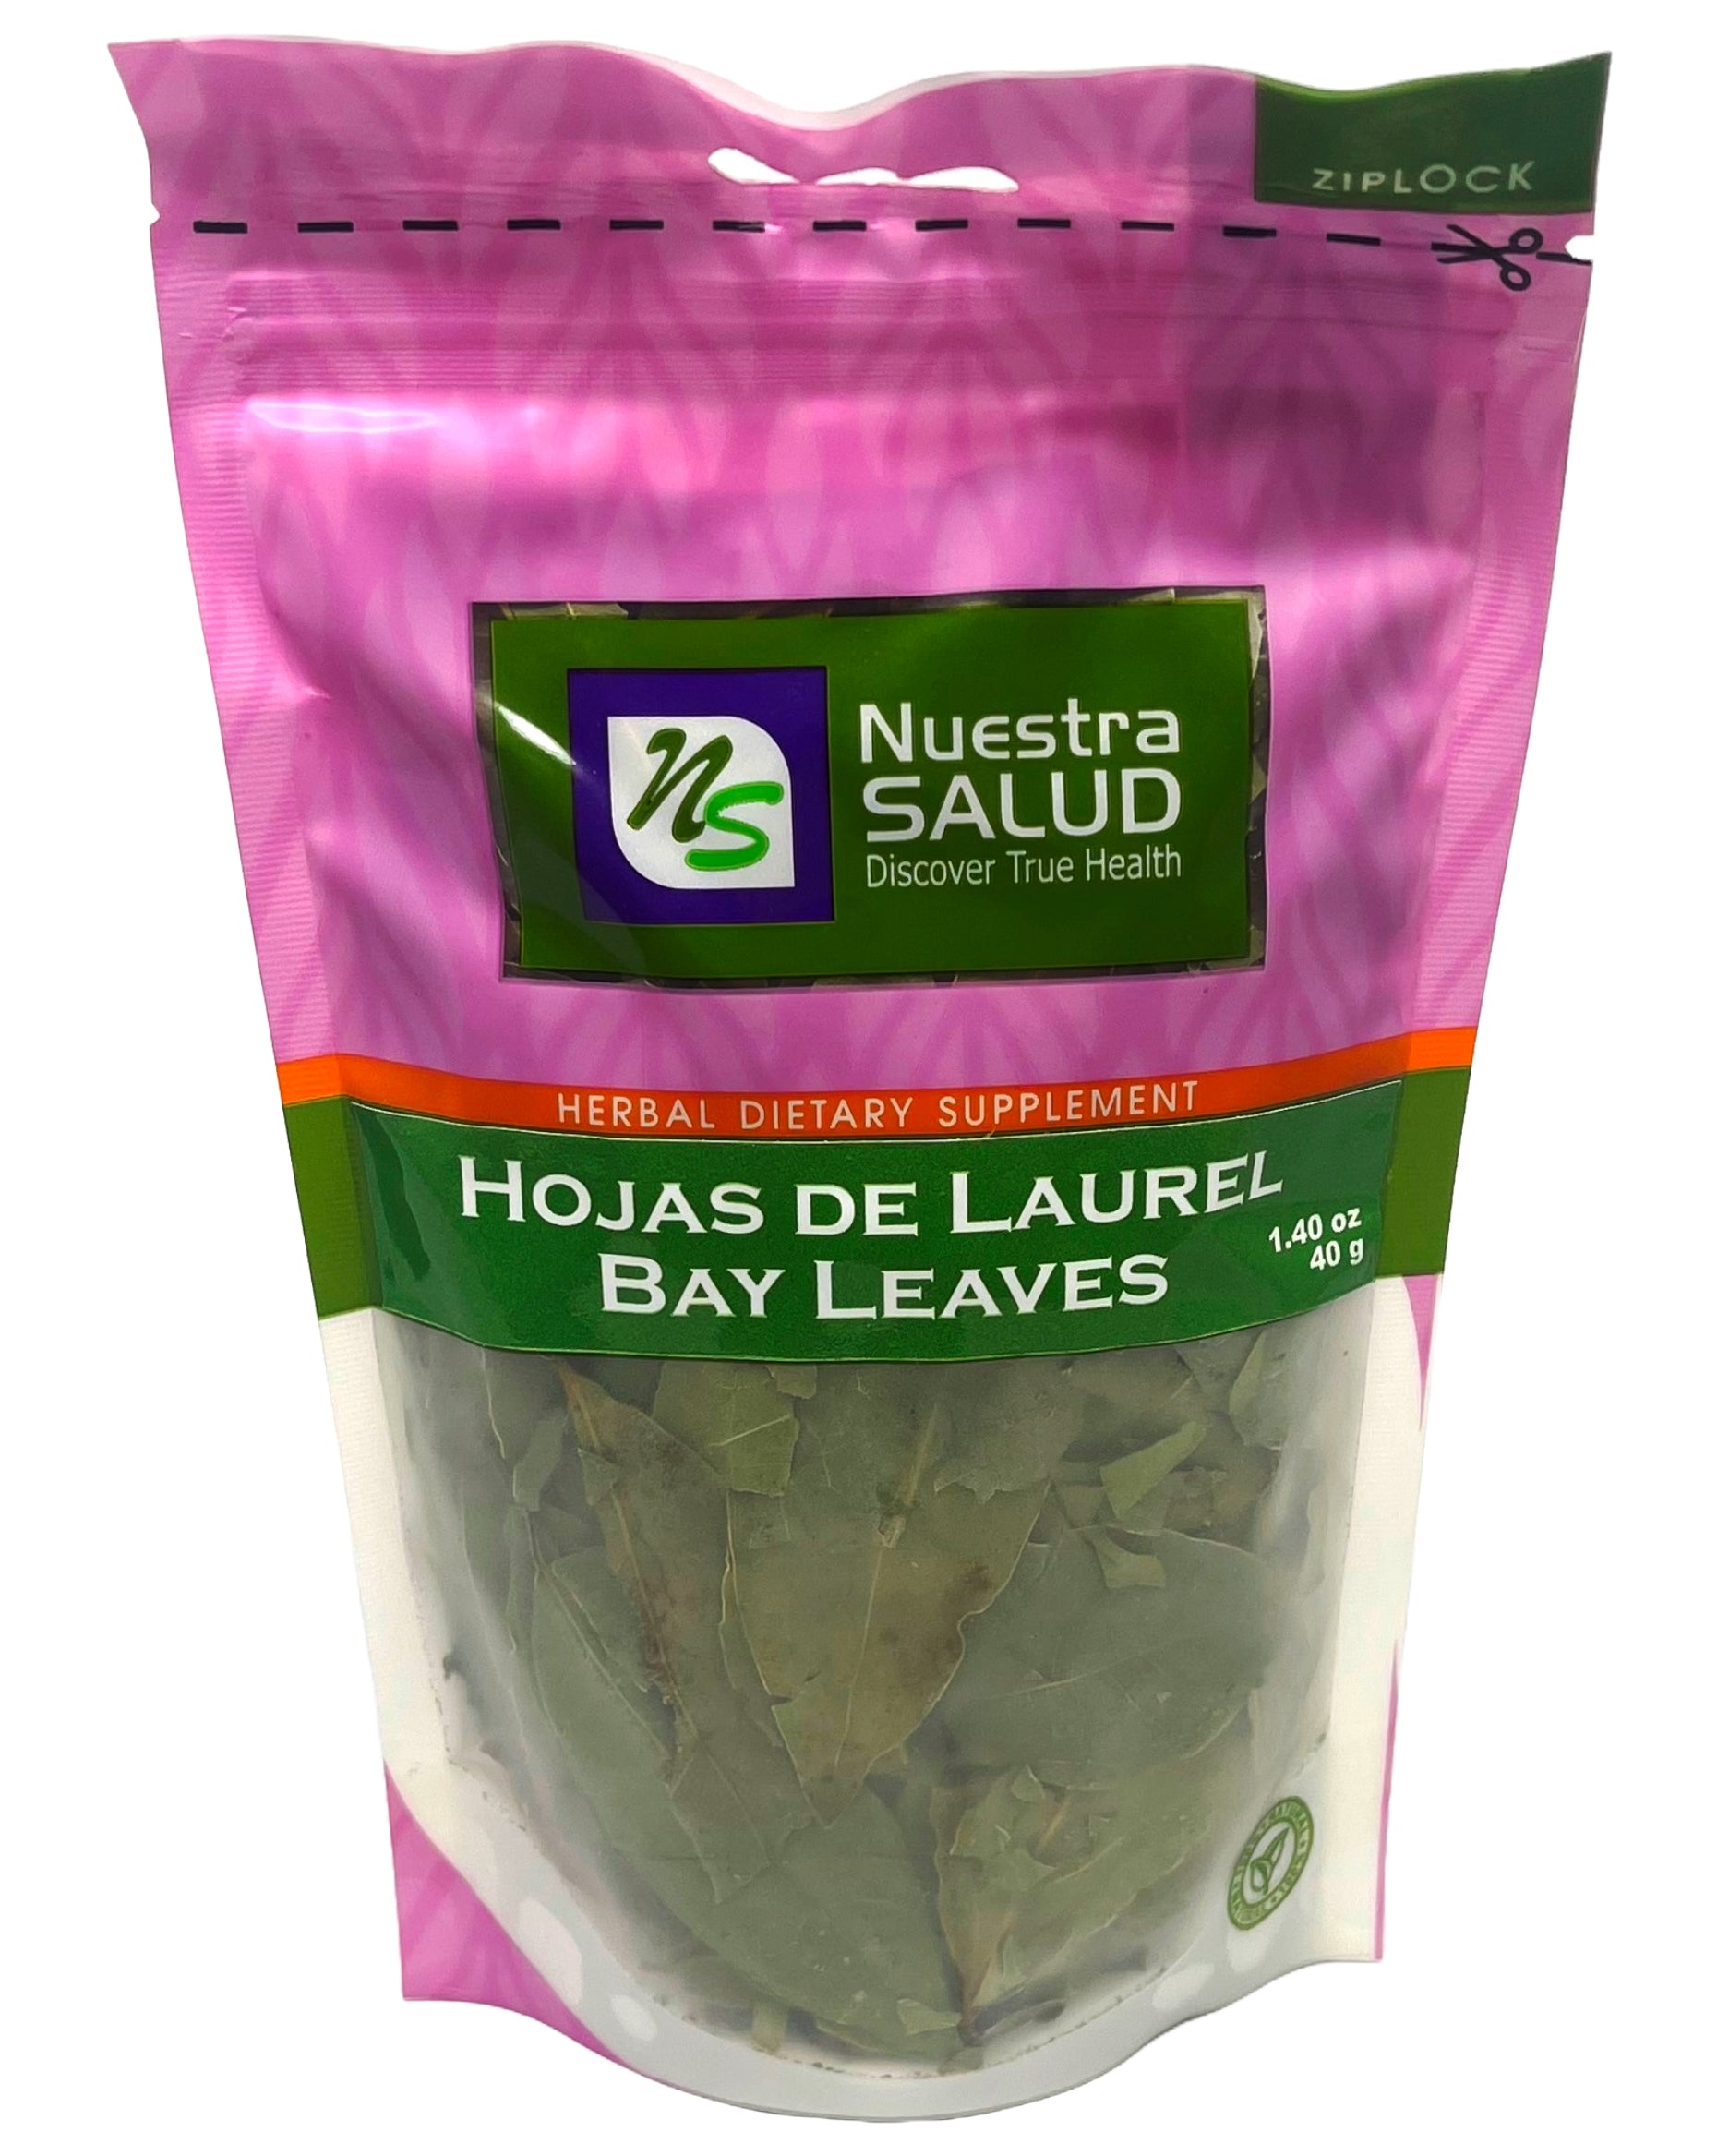 ZIPLOCK
NS
Nuestra
SALUD
Discover True Health
HERBAL DIETARY SUPPLEMENT
HOJAS DE LAUREL
BAY LEAVES
1.40 oz
40 g